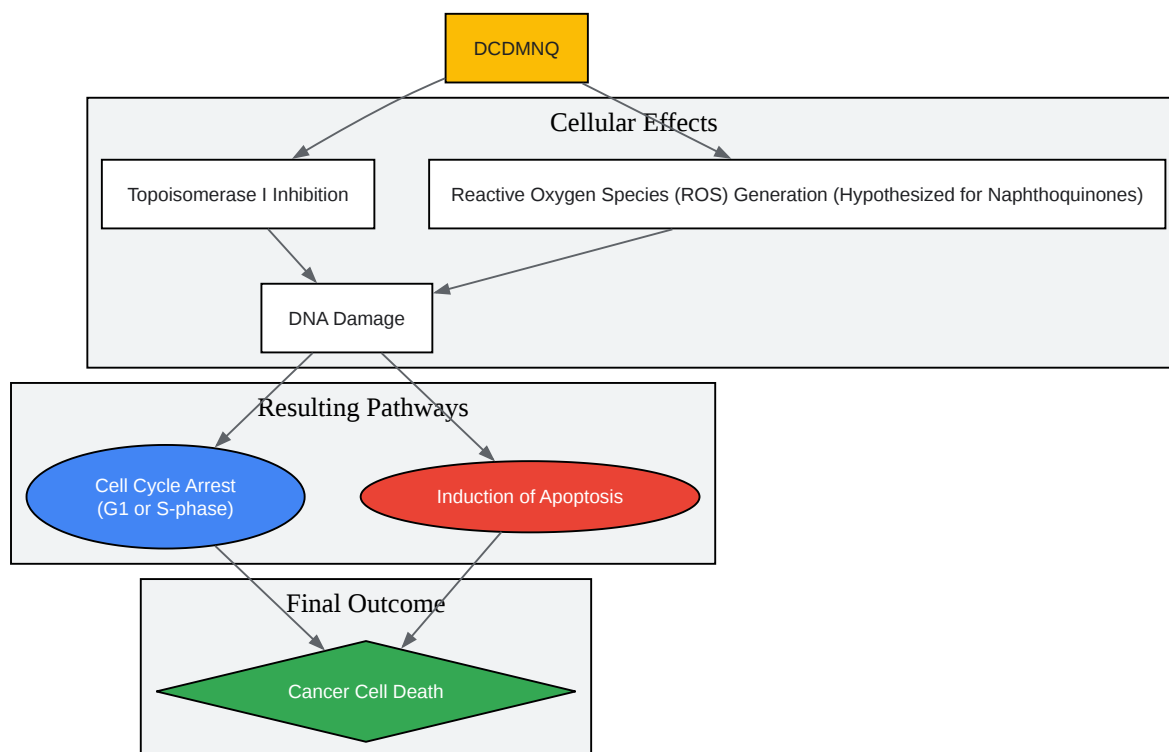 DCDMNQ
Cellular Effects
Topoisomerase I Inhibition
Reactive Oxygen Species (ROS) Generation (Hypothesized for Naphthoquinones)
DNA Damage
Resulting Pathways
Cell Cycle Arrest
(G1 or S-phase)
Induction of Apoptosis
Final Outcome
Cancer Cell Death